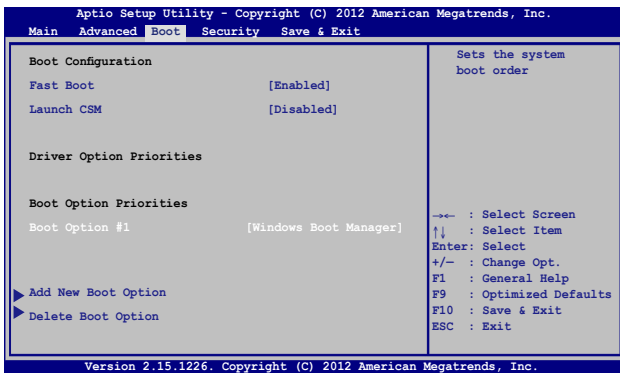 Aptio Setup Utility - Copyright (C) 2012 American Megatrends, Inc.
Main Advanced Boot Security Save & Exit
Boot Configuration
Fast Boot [Enabled]
Launch CSM [Disabled]
Driver Option Priorities
Boot Option Priorities
Boot Option #1 [Windows Boot Manager]
Add New Boot Option
Delete Boot Option
Sets the system
boot order
→← : Select Screen
↑↓ : Select Item
Enter: Select
+/— : Change Opt.
F1 : General Help
F9 : Optimized Defaults
F10 : Save & Exit
ESC : Exit
Version 2.15.1226. Copyright (C) 2012 American Megatrends, Inc.